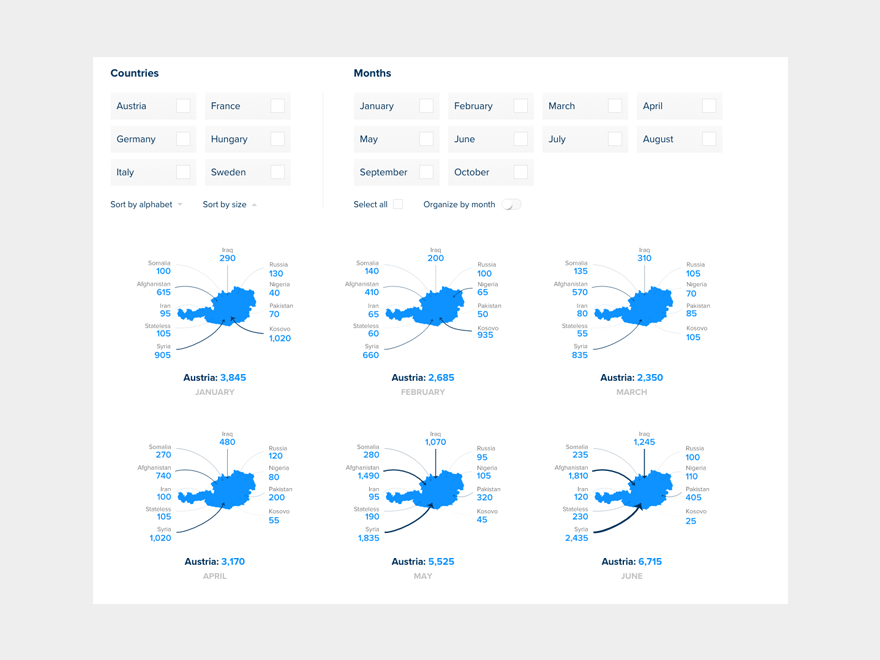 Countries
Months
Austria
France
January
February
March
April
Germany
Hungary
May
June
July
August
Italy
Sweden
September
October
Sort by alphabet
Sort by size
Select all
Organize by month
Iraq
290
Somalia
100
Russia
130
Afghanistan
615
Nigeria
40
Iran
95
Pakistan
70
Stateless
105
Kosovo
1,020
Syria
905
Austria: 3,845
JANUARY
Iraq
200
Somalia
140
Russia
100
Afghanistan
410
Nigeria
65
Iran
65
Pakistan
50
Stateless
60
Kosovo
935
Syria
660
Austria: 2,685
FEBRUARY
Iraq
310
Somalia
135
Russia
105
Afghanistan
570
Nigeria
70
Iran
80
Pakistan
85
Stateless
55
Kosovo
105
Syria
835
Austria: 2,350
MARCH
Iraq
480
Somalia
270
Russia
120
Afghanistan
740
Nigeria
80
Iran
100
Pakistan
200
Stateless
105
Kosovo
55
Syria
1,020
Austria: 3,170
APRIL
Iraq
1,070
Somalia
280
Russia
95
Afghanistan
1,490
Nigeria
105
Iran
95
Pakistan
320
Stateless
190
Kosovo
45
Syria
1,835
Austria: 5,525
MAY
Iraq
1,245
Somalia
235
Russia
100
Afghanistan
1,810
Nigeria
110
Iran
120
Pakistan
405
Stateless
230
Kosovo
25
Syria
2,435
Austria: 6,715
JUNE